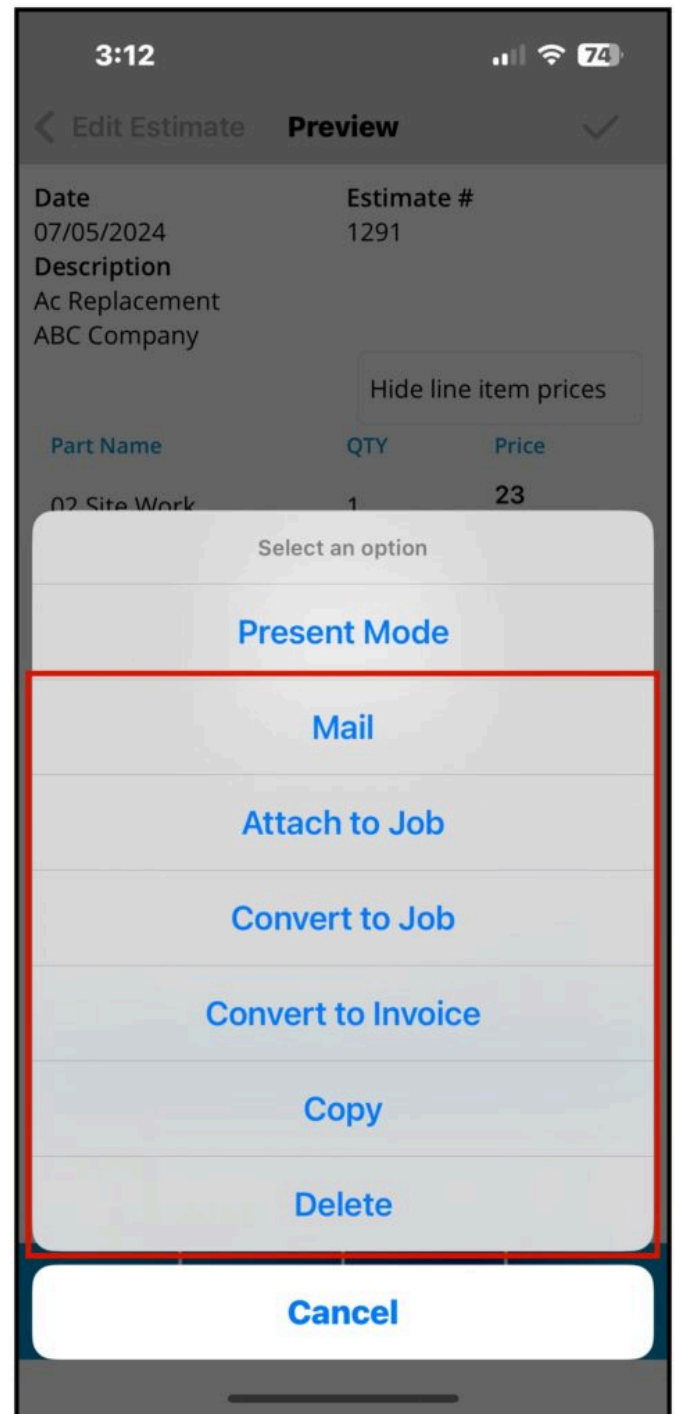 3:12
74
Edit Estimate Preview
Date Estimate #
07/05/2024 1291
Description
Ac Replacement
ABC Company
Hide line item prices
Part Name QTY Price
02 Site Work 1 23
Select an option
Present Mode
Mail
Attach to Job
Convert to Job
Convert to Invoice
Copy
Delete
Cancel